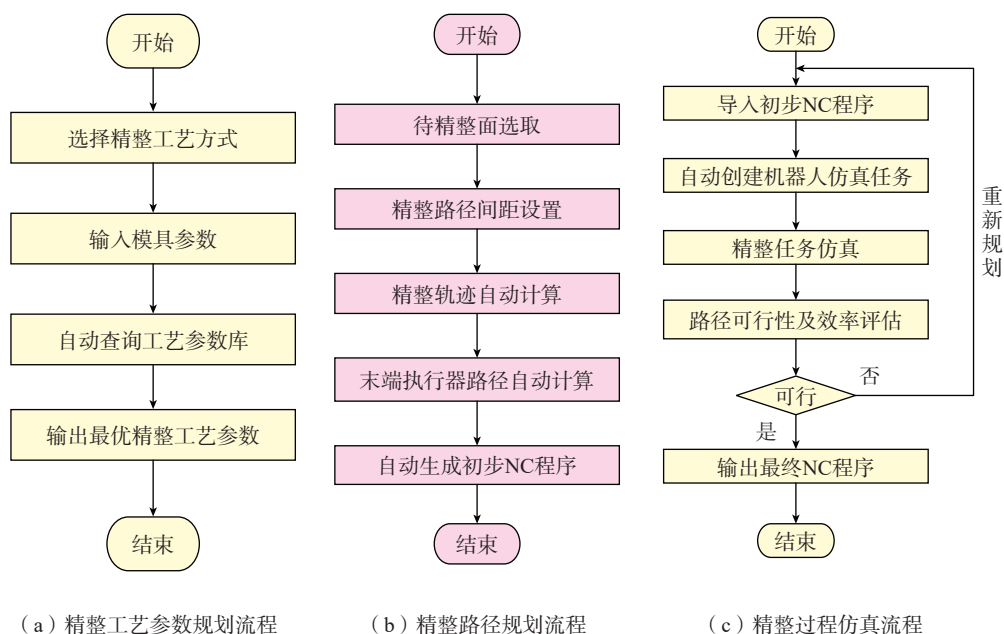 开始
选择精整工艺方式
输入模具参数
自动查询工艺参数库
输出最优精整工艺参数
结束
（a）精整工艺参数规划流程
开始
待精整面选取
精整路径间距设置
精整轨迹自动计算
末端执行器路径自动计算
自动生成初步NC程序
结束
（b）精整路径规划流程
开始
导入初步NC程序
自动创建机器人仿真任务
精整任务仿真
路径可行性及效率评估
可行
否
是
重新规划
输出最终NC程序
结束
（c）精整过程仿真流程